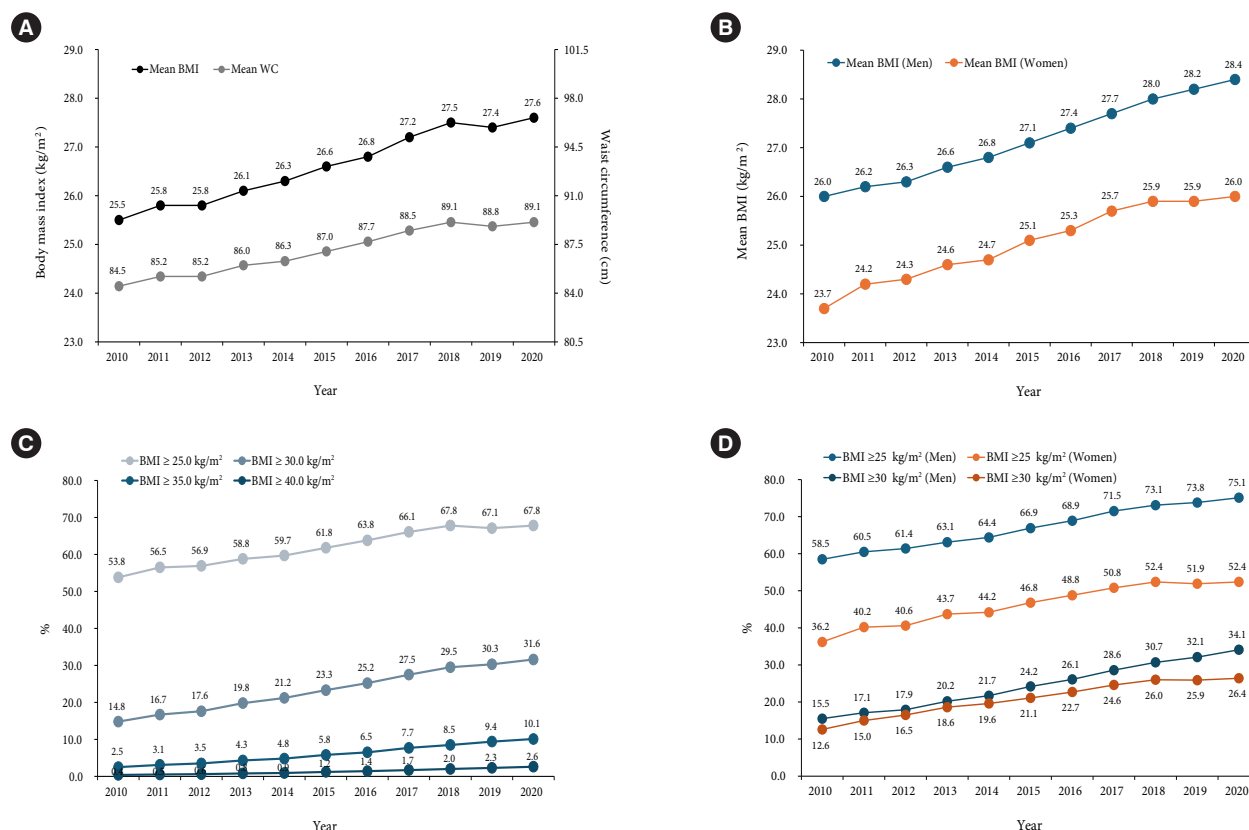 A
29.0
28.0
27.0
26.0
25.0
24.0
23.0
Body mass index (kg/m²)
101.5
98.0
94.5
91.0
87.5
84.0
80.5
Waist circumference (cm)
Mean BMI Mean WC
25.5 25.8 25.8 26.1 26.3 26.6 26.8 27.2 27.5 27.4 27.6
84.5 85.2 85.2 86.0 86.3 87.0 87.7 88.5 89.1 88.8 89.1
2010 2011 2012 2013 2014 2015 2016 2017 2018 2019 2020
Year
B
29.0
28.0
27.0
26.0
25.0
24.0
23.0
Mean BMI (kg/m²)
Mean BMI (Men) Mean BMI (Women)
26.0 26.2 26.3 26.6 26.8 27.1 27.4 27.7 28.0 28.2 28.4
23.7 24.2 24.3 24.6 24.7 25.1 25.3 25.7 25.9 25.9 26.0
2010 2011 2012 2013 2014 2015 2016 2017 2018 2019 2020
Year
C
BMI ≥ 25.0 kg/m² BMI ≥ 30.0 kg/m²
BMI ≥ 35.0 kg/m² BMI ≥ 40.0 kg/m²
80.0
70.0
60.0
50.0
40.0
30.0
20.0
10.0
0.0
%
53.8 56.5 56.9 58.8 59.7 61.8 63.8 66.1 67.8 67.1 67.8
14.8 16.7 17.6 19.8 21.2 23.3 25.2 27.5 29.5 30.3 31.6
2.5 3.1 3.5 4.3 4.8 5.8 6.5 7.7 8.5 9.4 10.1
1.4 1.7 2.0 2.3 2.6
2010 2011 2012 2013 2014 2015 2016 2017 2018 2019 2020
Year
D
BMI ≥25 kg/m² (Men) BMI ≥25 kg/m² (Women)
BMI ≥30 kg/m² (Men) BMI ≥30 kg/m² (Women)
80.0
70.0
60.0
50.0
40.0
30.0
20.0
10.0
0.0
%
58.5 60.5 61.4 63.1 64.4 66.9 68.9 71.5 73.1 73.8 75.1
36.2 40.2 40.6 43.7 44.2 46.8 48.8 50.8 52.4 51.9 52.4
15.5 17.1 17.9 20.2 21.7 24.2 26.1 28.6 30.7 32.1 34.1
12.6 15.0 16.5 18.6 19.6 21.1 22.7 24.6 26.0 25.9 26.4
2010 2011 2012 2013 2014 2015 2016 2017 2018 2019 2020
Year